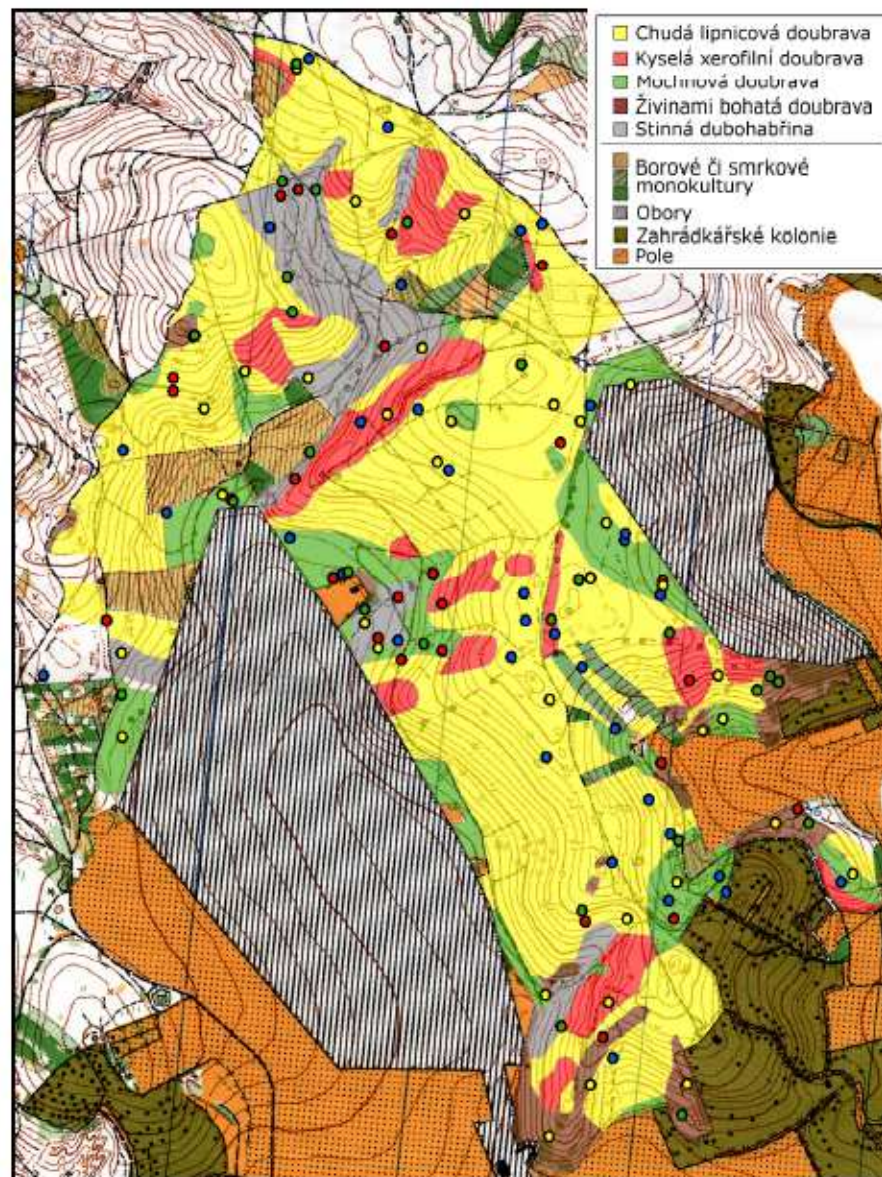 Chudá lipnicová doubrava
Kyselá xerofilní doubrava
Mochnová doubrava
Živinami bohatá doubrava
Stinná dubohabřina
Borové či smrkové
monokultury
Obory
Zahrádkářské kolonie
Pole